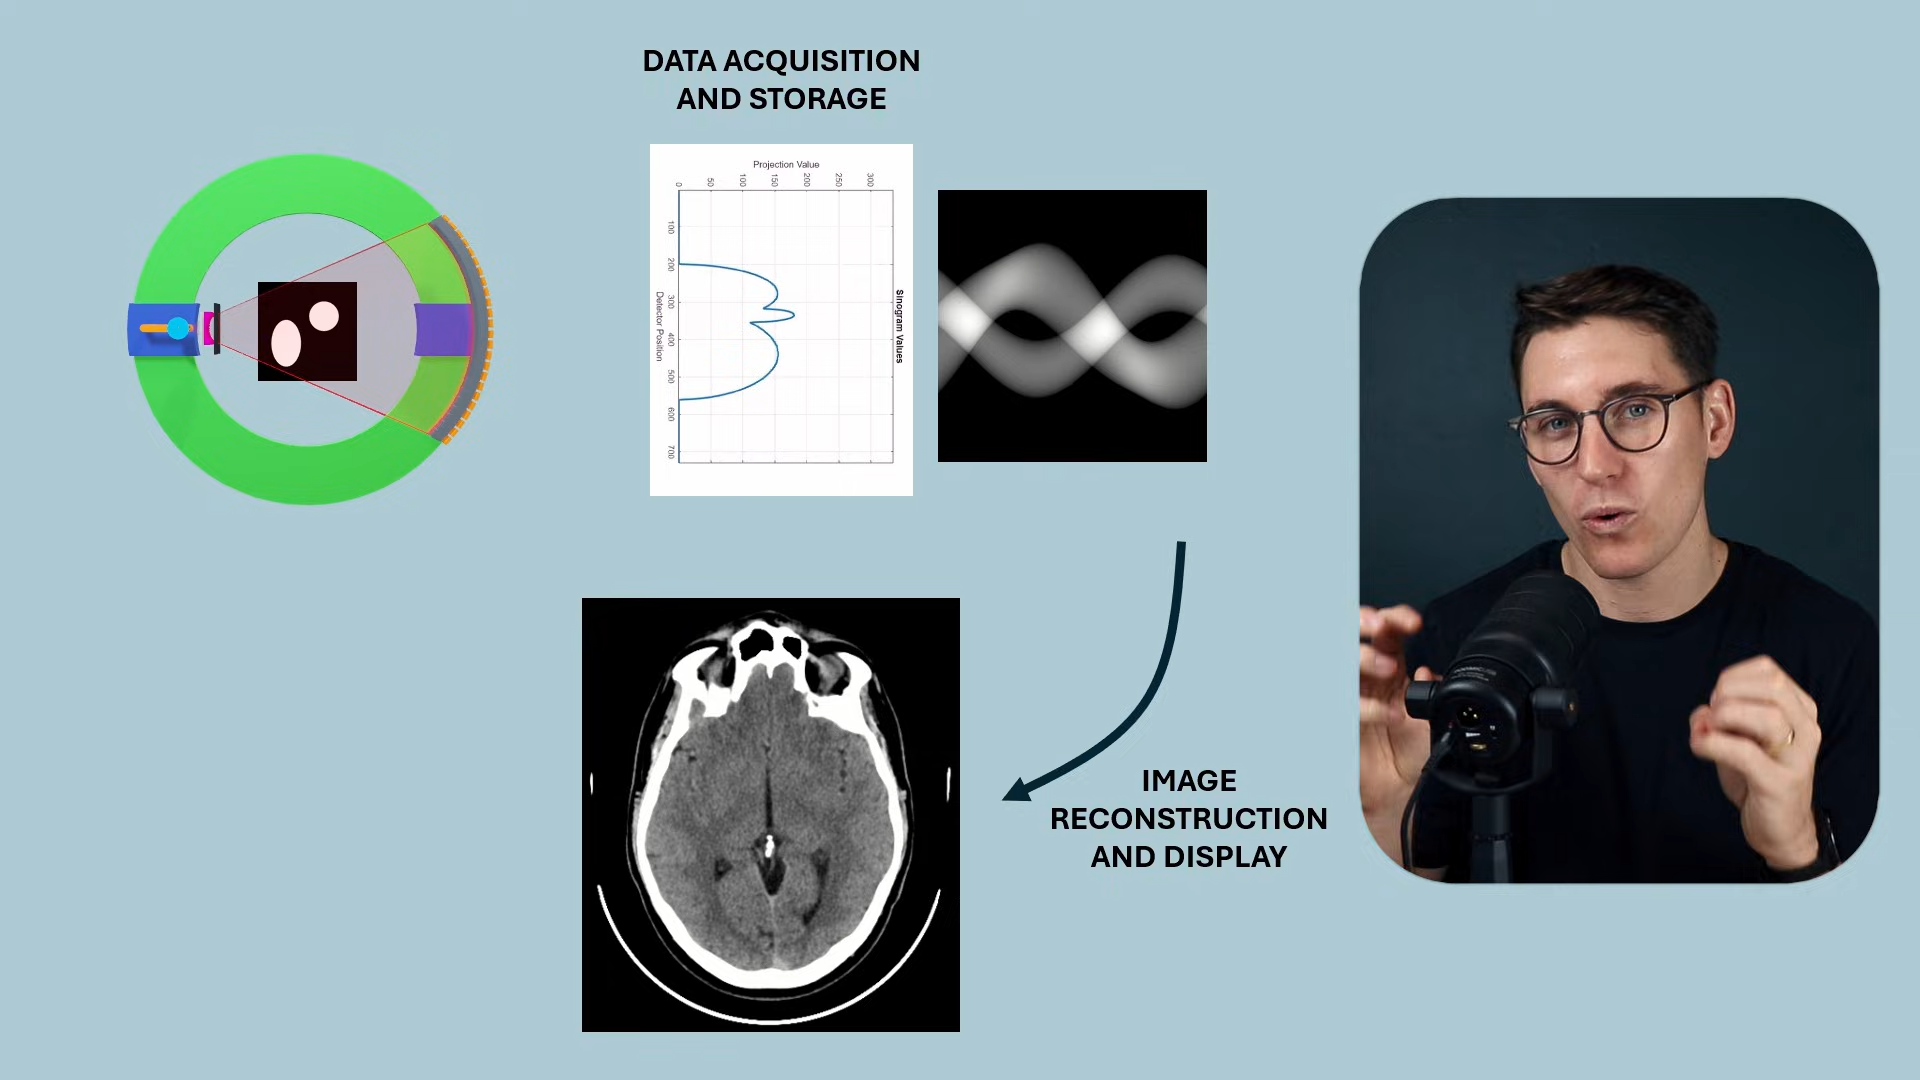 DATA ACQUISITION
AND STORAGE
Projection Value
0 50 100 150 200 250 300
100
200
300
400
500
600
700
Detector Position
Sinogram Values
IMAGE
RECONSTRUCTION
AND DISPLAY